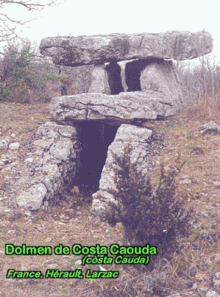 Dolmen de Costa Caouda
(costa Cauda)
France, Hérault, Larzac